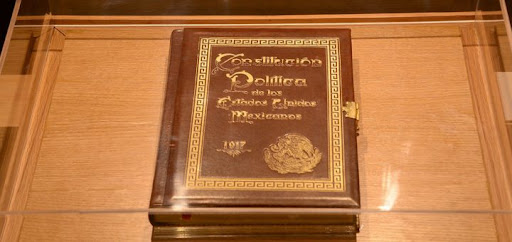 Constitución
Política
de los
Estados Unidos
Mexicanos
1917